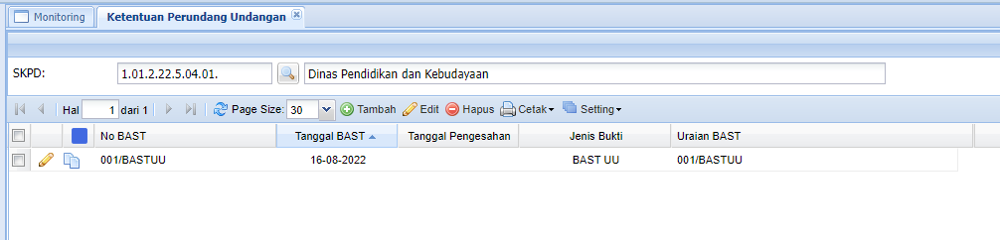 Monitoring Ketentuan Perundang Undangan
SKPD: 1.01.2.22.5.04.01. Dinas Pendidikan dan Kebudayaan
Hal 1 dari 1 Page Size: 30 Tambah Edit Hapus Cetak Setting
No BAST Tanggal BAST Tanggal Pengesahan Jenis Bukti Uraian BAST
001/BASTUU 16-08-2022 BAST UU 001/BASTUU